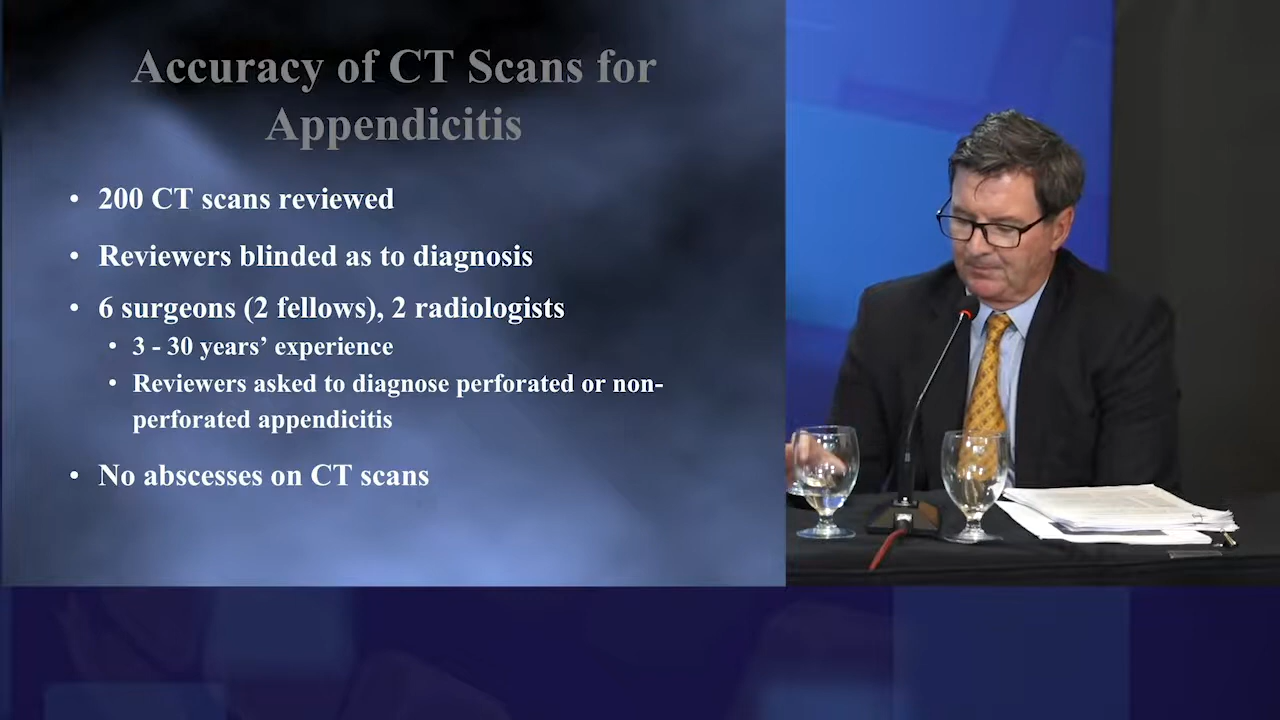 Accuracy of CT Scans for
Appendicitis
• 200 CT scans reviewed
• Reviewers blinded as to diagnosis
• 6 surgeons (2 fellows), 2 radiologists
• 3 - 30 years’ experience
• Reviewers asked to diagnose perforated or non-
perforated appendicitis
• No abscesses on CT scans